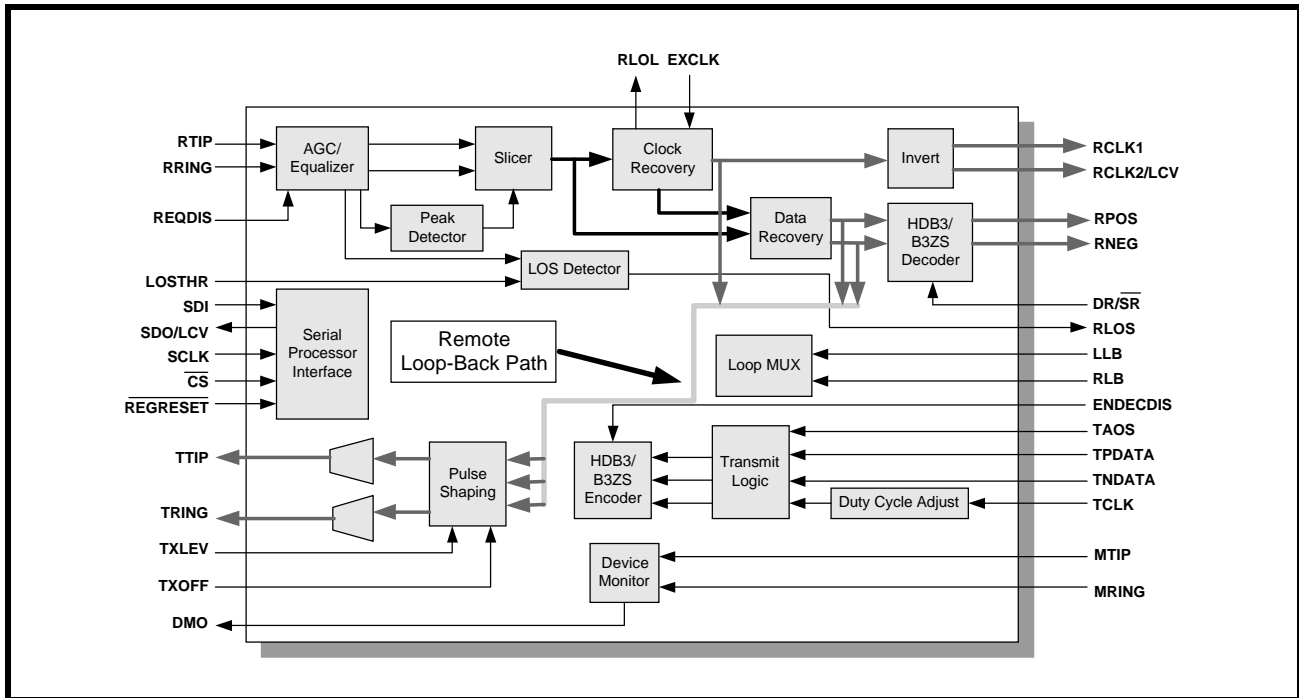 RLOL EXCLK
RTIP
RRING
REQDIS
LOSTHR
SDI
SDO/LCV
SCLK
CS
REGRESET
TTIP
TRING
TXLEV
TXOFF
DMO
AGC/
Equalizer
Slicer
Peak
Detector
LOS Detector
Clock
Recovery
Data
Recovery
Invert
HDB3/
B3ZS
Decoder
Serial
Processor
Interface
Remote
Loop-Back Path
Loop MUX
Pulse
Shaping
HDB3/
B3ZS
Encoder
Transmit
Logic
Duty Cycle Adjust
Device
Monitor
RCLK1
RCLK2/LCV
RPOS
RNEG
DR/SR
RLOS
LLB
RLB
ENDECDIS
TAOS
TPDATA
TNDATA
TCLK
MTIP
MRING